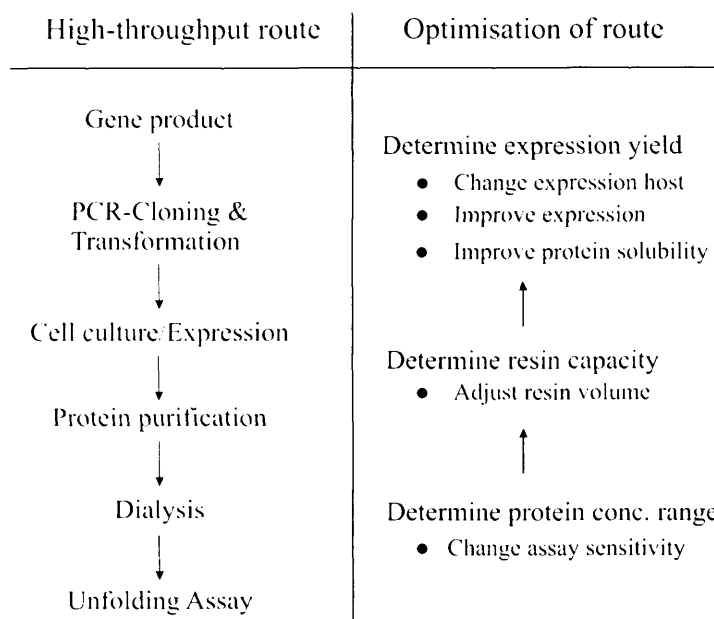 High-throughput route
Optimisation of route
Gene product
PCR-Cloning &
Transformation
Cell culture/Expression
Protein purification
Dialysis
Unfolding Assay
Determine expression yield
● Change expression host
● Improve expression
● Improve protein solubility
Determine resin capacity
● Adjust resin volume
Determine protein conc. range
● Change assay sensitivity